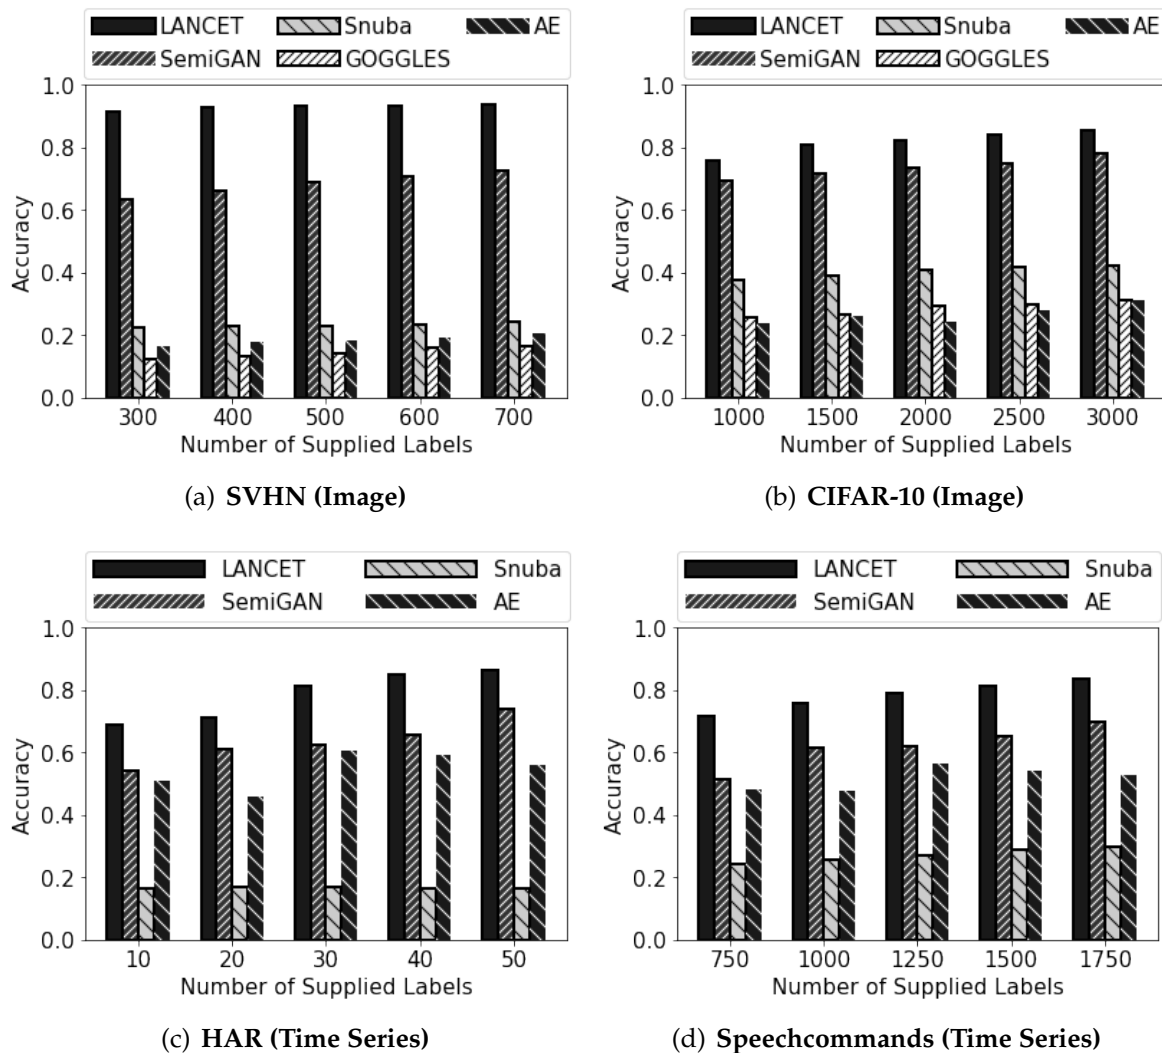 LANCET Snuba AE
SemiGAN GOGGLES
1.0
0.8
0.6
0.4
0.2
0.0
Accuracy
300 400 500 600 700
Number of Supplied Labels
(a) SVHN (Image)
LANCET Snuba AE
SemiGAN GOGGLES
1.0
0.8
0.6
0.4
0.2
0.0
Accuracy
1000 1500 2000 2500 3000
Number of Supplied Labels
(b) CIFAR-10 (Image)
LANCET Snuba
SemiGAN AE
1.0
0.8
0.6
0.4
0.2
0.0
Accuracy
10 20 30 40 50
Number of Supplied Labels
(c) HAR (Time Series)
LANCET Snuba
SemiGAN AE
1.0
0.8
0.6
0.4
0.2
0.0
Accuracy
750 1000 1250 1500 1750
Number of Supplied Labels
(d) Speechcommands (Time Series)